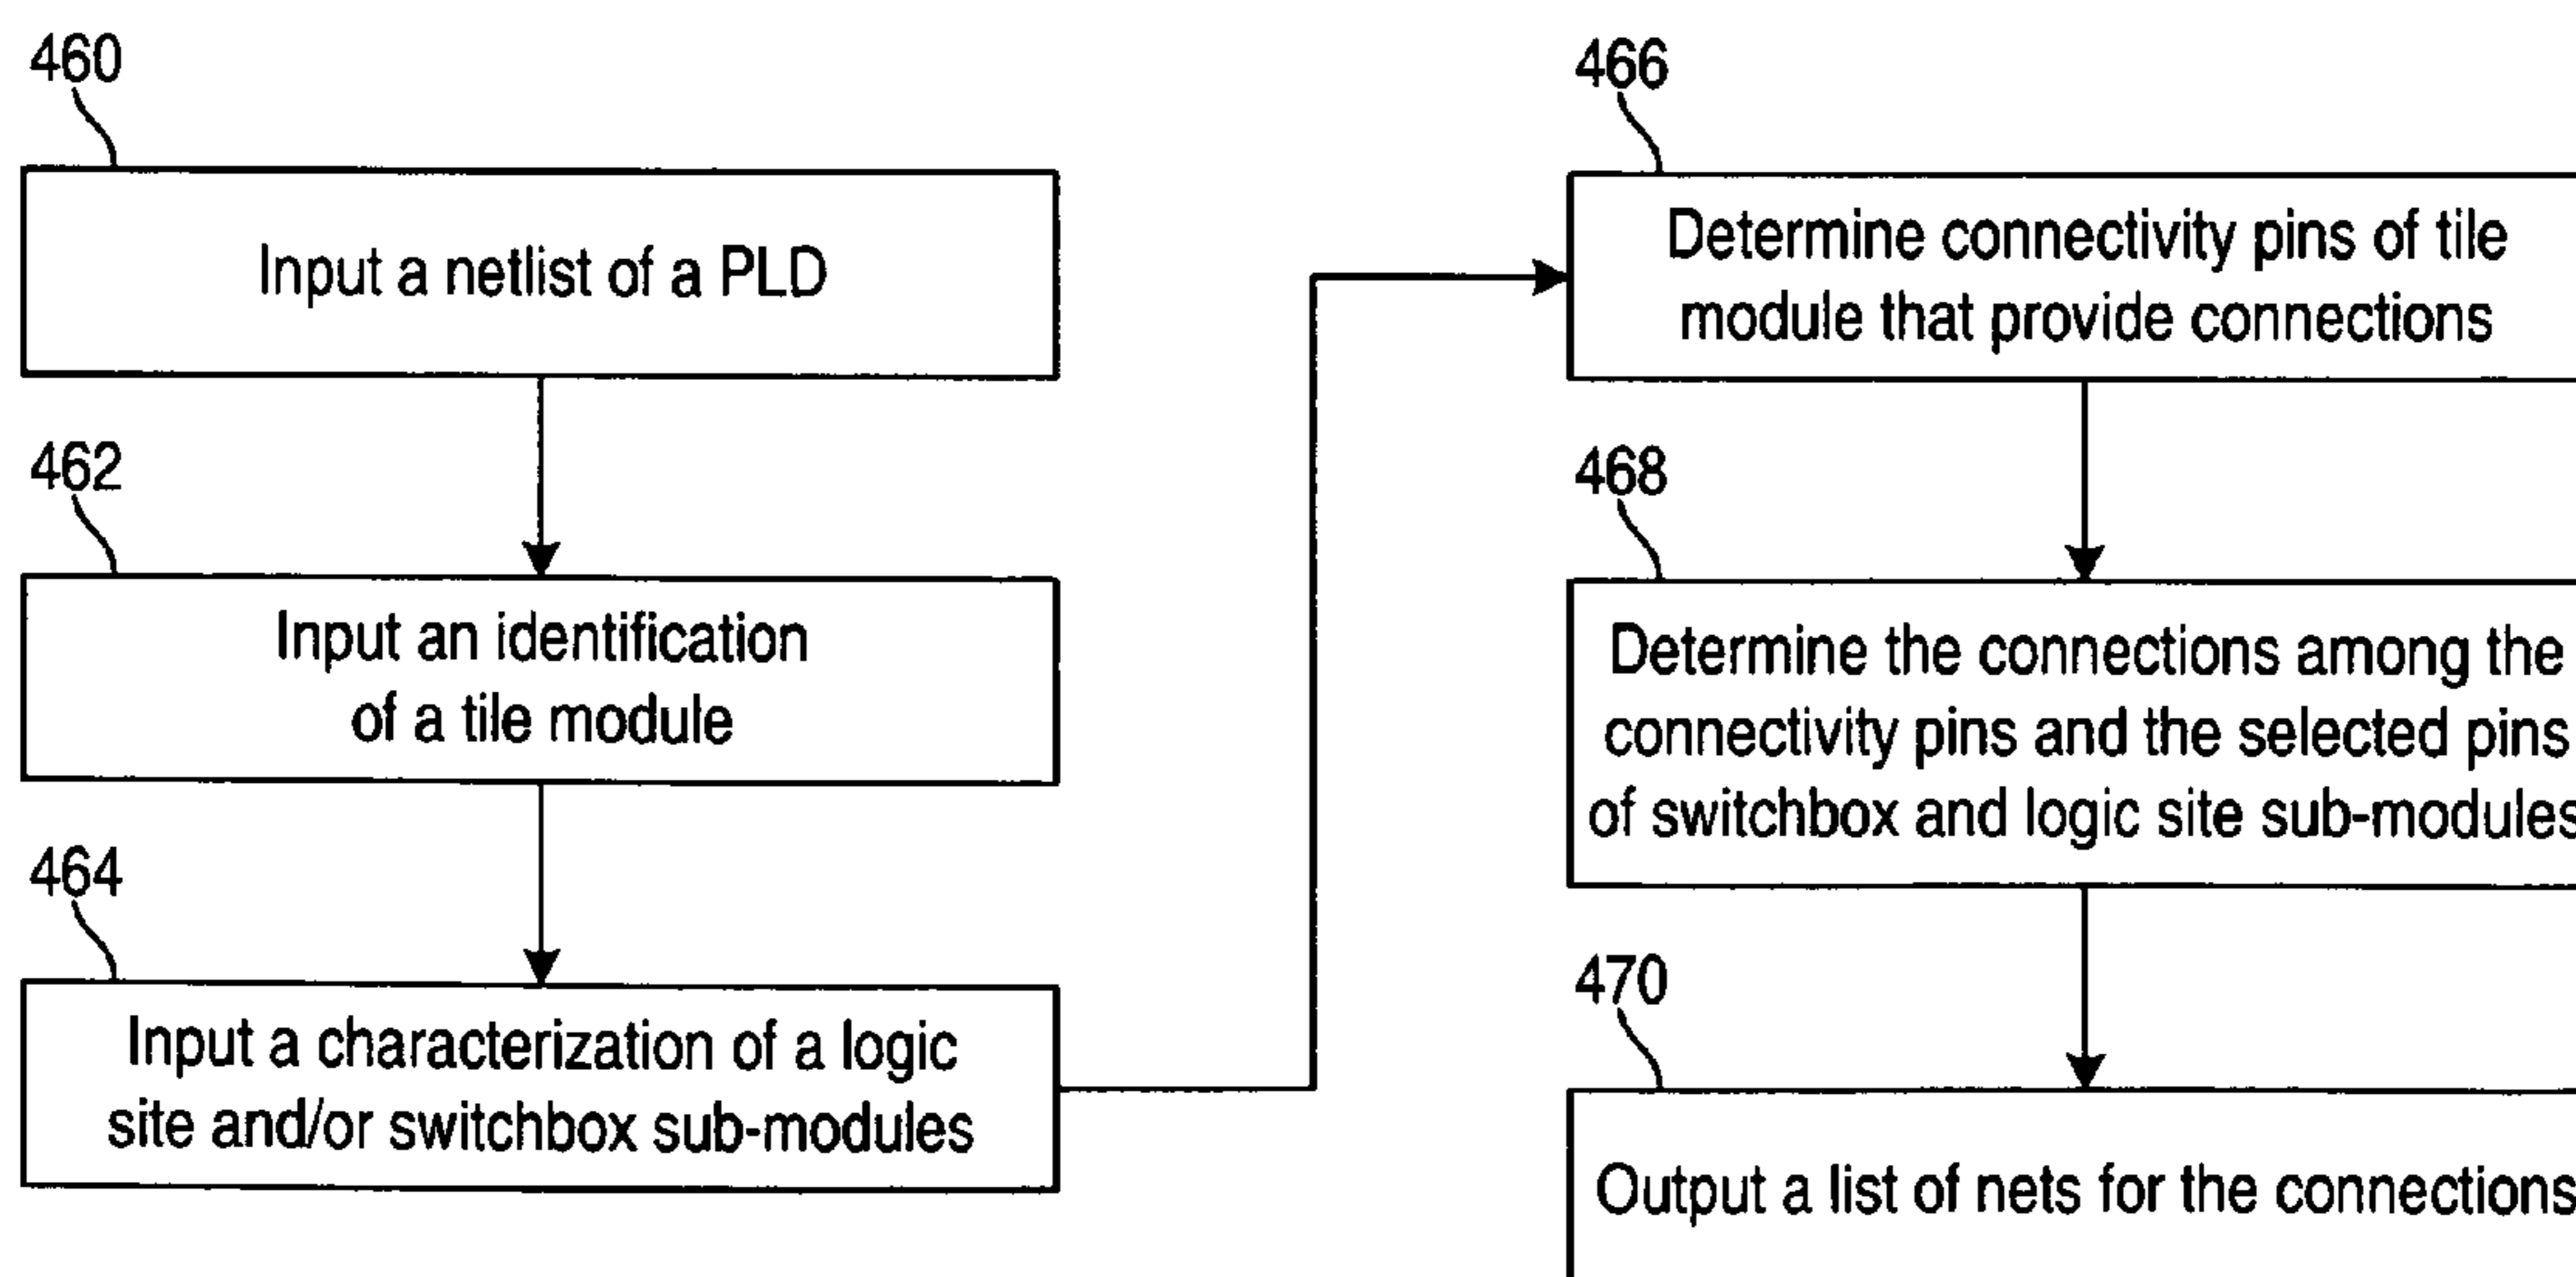 460
Input a netlist of a PLD
462
Input an identification
of a tile module
464
Input a characterization of a logic
site and/or switchbox sub-modules
466
Determine connectivity pins of tile
module that provide connections
468
Determine the connections among the
connectivity pins and the selected pins
of switchbox and logic site sub-modules
470
Output a list of nets for the connections